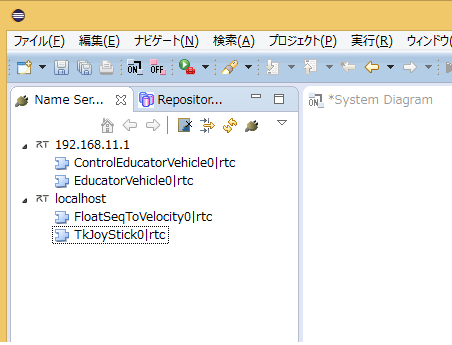 ファイル(F) 編集(E) ナビゲート(N) 検索(A) プロジェクト(P) 実行(R) ウィンドウ
ON OFF
Name Ser... Repositor... ON *System Diagram
RT 192.168.11.1
ControlEducatorVehicle0|rtc
EducatorVehicle0|rtc
RT localhost
FloatSeqToVelocity0|rtc
TkJoyStick0|rtc